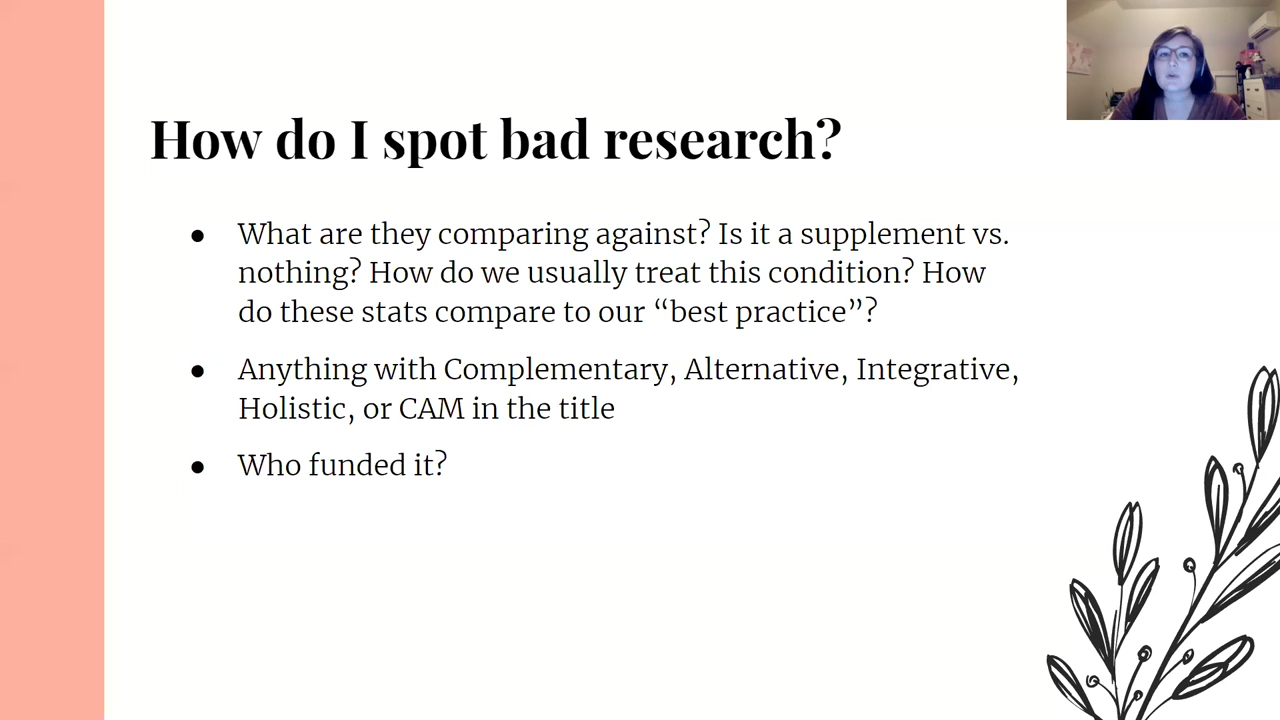 How do I spot bad research?
● What are they comparing against? Is it a supplement vs.
nothing? How do we usually treat this condition? How
do these stats compare to our “best practice”?
● Anything with Complementary, Alternative, Integrative,
Holistic, or CAM in the title
● Who funded it?